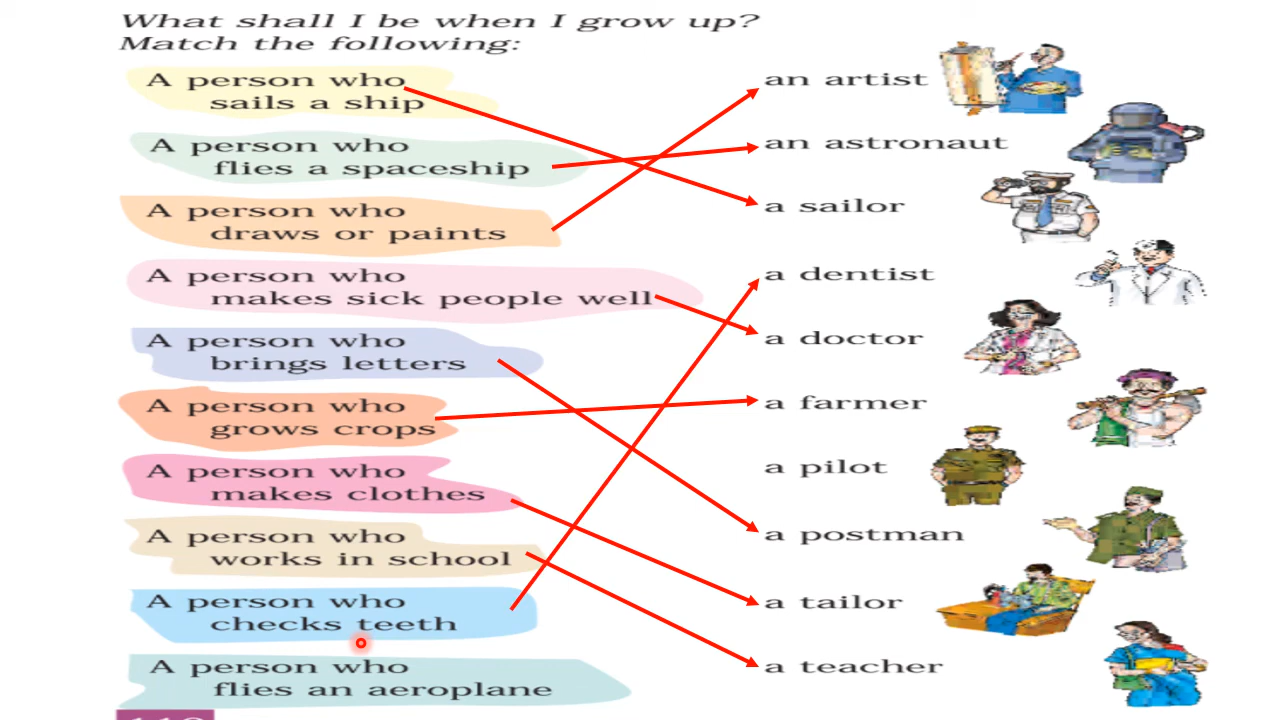 What shall I be when I grow up?
Match the following:
A person who
sails a ship
A person who
flies a spaceship
A person who
draws or paints
A person who
makes sick people well
A person who
brings letters
A person who
grows crops
A person who
makes clothes
A person who
works in school
A person who
checks teeth
A person who
flies an aeroplane
an artist
an astronaut
a sailor
a dentist
a doctor
a farmer
a pilot
a postman
a tailor
a teacher